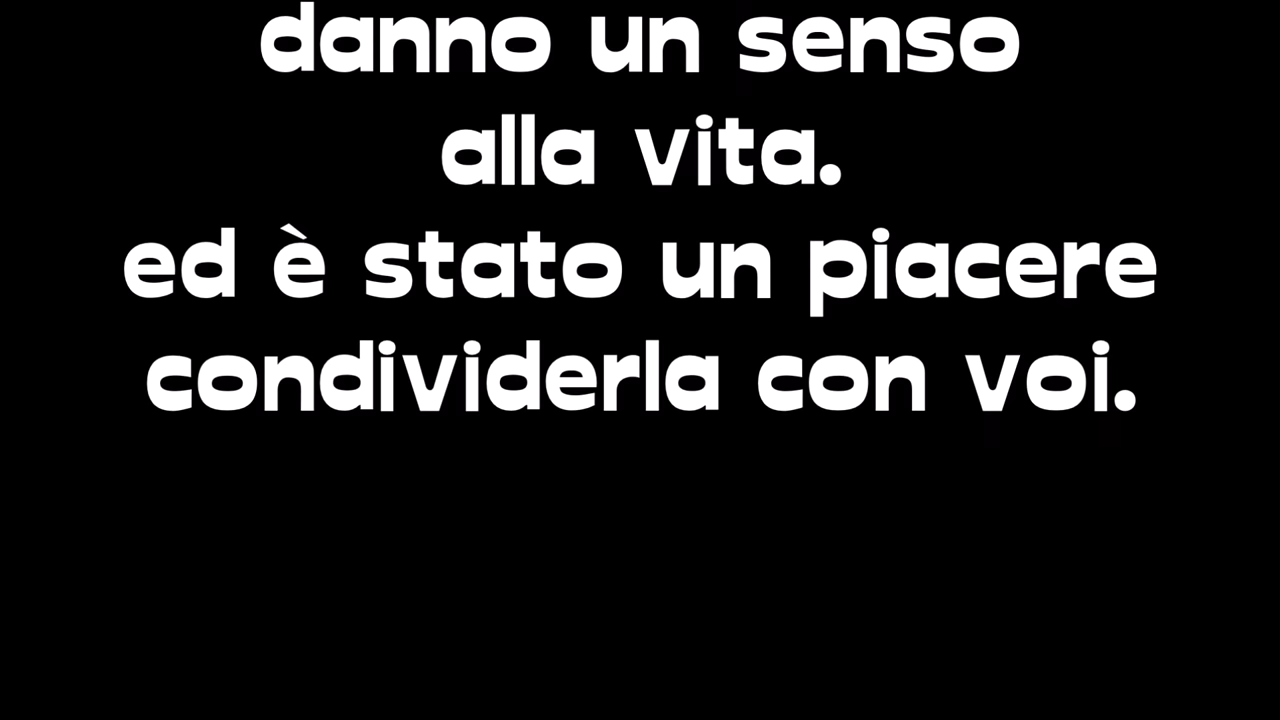 danno un senso
alla vita.
ed è stato un piacere
condividerla con voi.